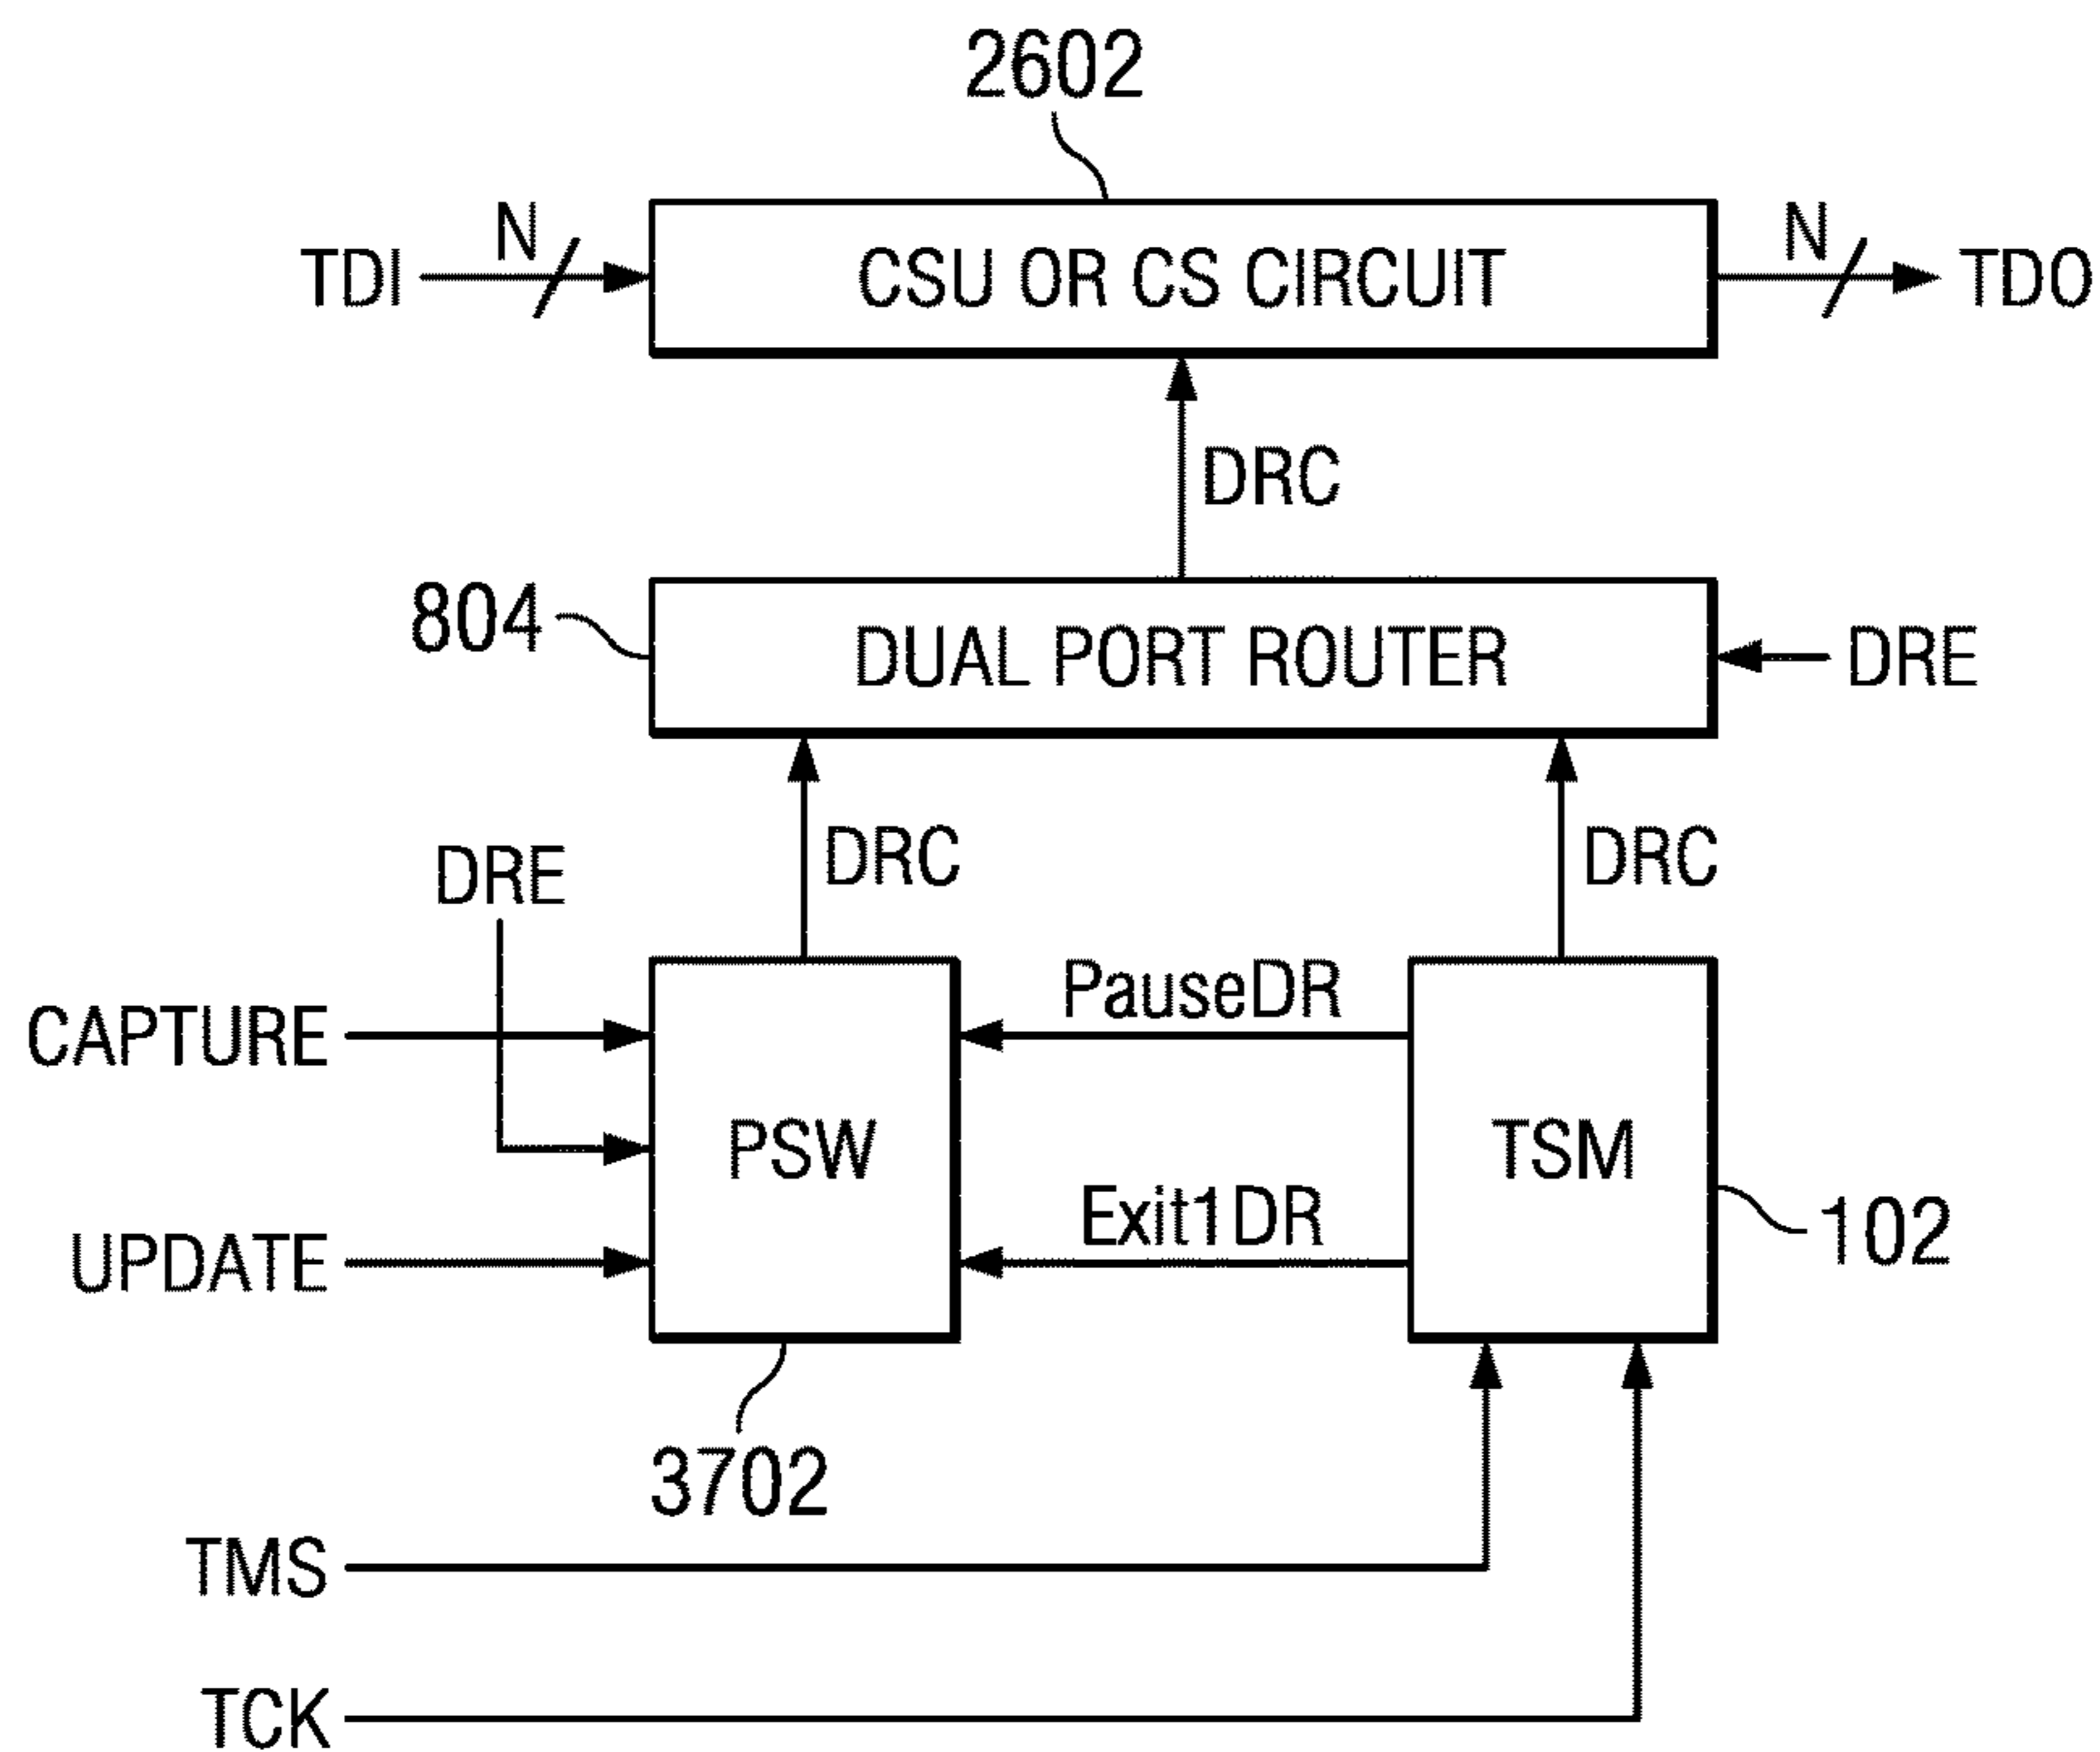 2602
TDI
N
CSU OR CS CIRCUIT
N
TDO
DRC
804
DUAL PORT ROUTER
DRE
DRE
DRC
DRC
CAPTURE
PauseDR
PSW
TSM
UPDATE
Exit1DR
102
3702
TMS
TCK